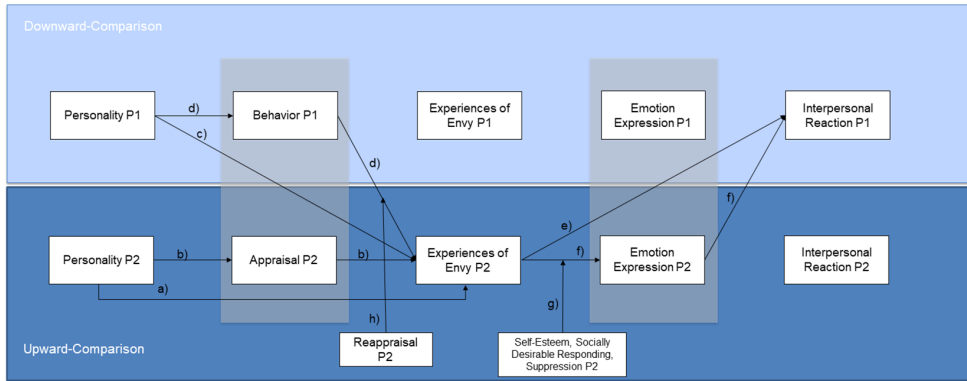 Downward-Comparison
Personality P1
d)
Behavior P1
Experiences of
Envy P1
Emotion
Expression P1
Interpersonal
Reaction P1
c)
d)
e)
f)
Personality P2
b)
Appraisal P2
b)
Experiences of
Envy P2
f)
Emotion
Expression P2
Interpersonal
Reaction P2
a)
h)
g)
Reappraisal
P2
Self-Esteem, Socially
Desirable Responding,
Suppression P2
Upward-Comparison